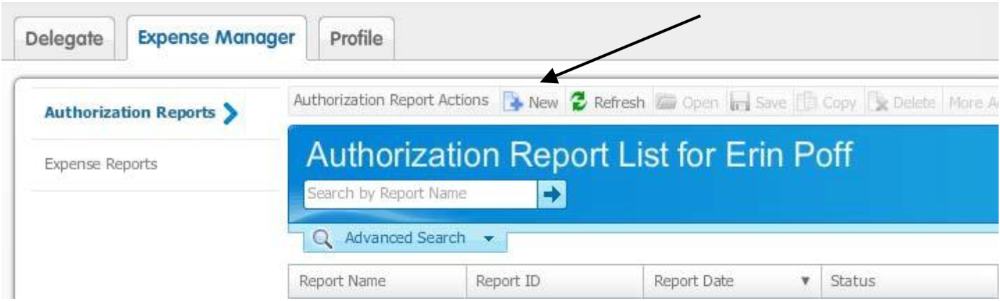 Delegate Expense Manager Profile
Authorization Reports
Expense Reports
Authorization Report Actions New Refresh Open Save Copy Delete More
Authorization Report List for Erin Poff
Search by Report Name
Advanced Search
Report Name Report ID Report Date Status